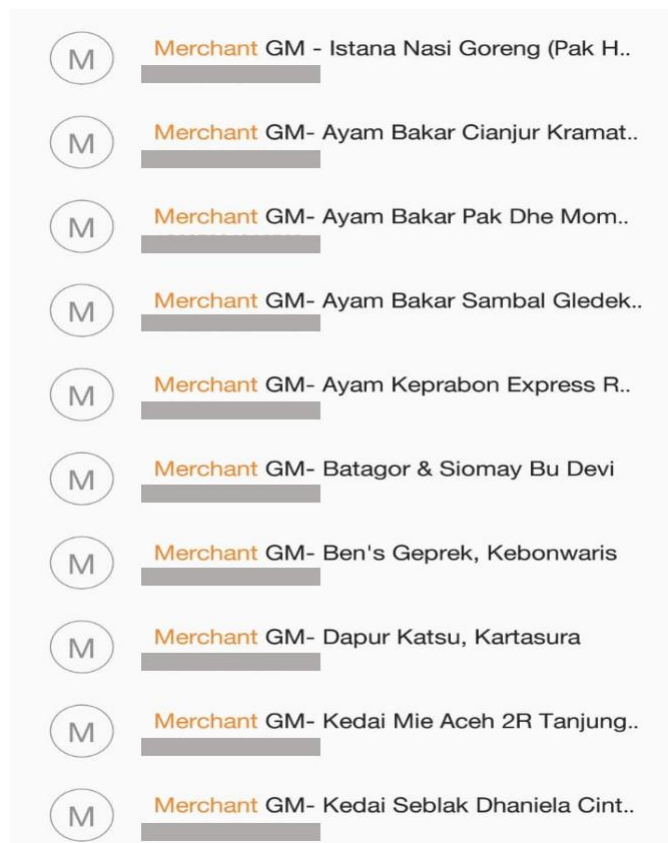 M
Merchant GM - Istana Nasi Goreng (Pak H..
M
Merchant GM- Ayam Bakar Cianjur Kramat..
M
Merchant GM- Ayam Bakar Pak Dhe Mom..
M
Merchant GM- Ayam Bakar Sambal Gledek..
M
Merchant GM- Ayam Keprabon Express R..
M
Merchant GM- Batagor & Siomay Bu Devi
M
Merchant GM- Ben's Geprek, Kebonwaris
M
Merchant GM- Dapur Katsu, Kartasura
M
Merchant GM- Kedai Mie Aceh 2R Tanjung..
M
Merchant GM- Kedai Seblak Dhaniela Cint..